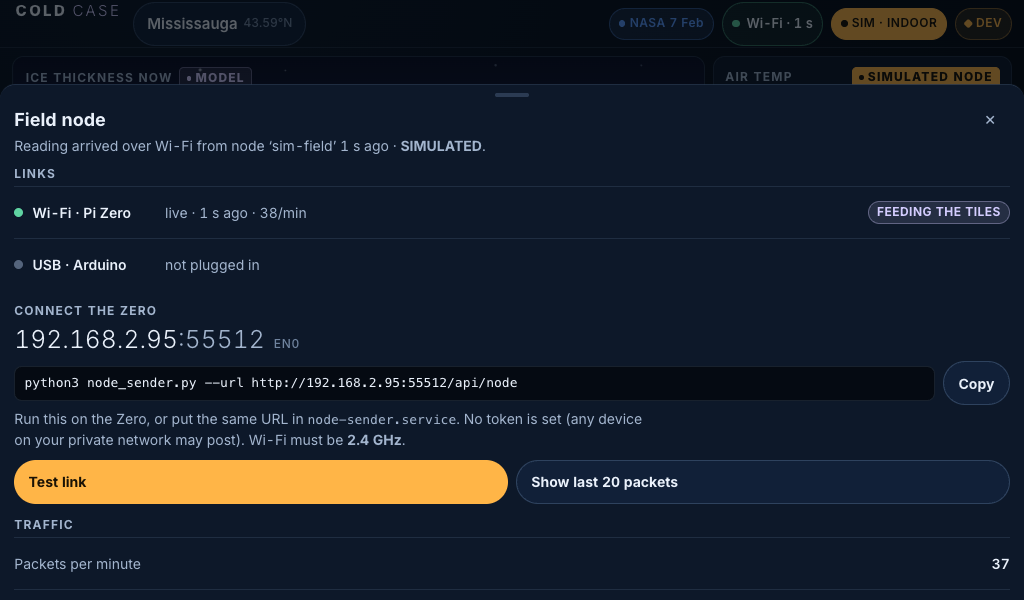 COLD CASE
Mississauga 43.59°N
NASA 7 Feb
Wi-Fi · 1 s
SIM · INDOOR
DEV
ICE THICKNESS NOW
MODEL
AIR TEMP
SIMULATED NODE
Field node
×
Reading arrived over Wi-Fi from node ‘sim-field’ 1 s ago · SIMULATED.
LINKS
Wi-Fi · Pi Zero
live · 1 s ago · 38/min
FEEDING THE TILES
USB · Arduino
not plugged in
CONNECT THE ZERO
192.168.2.95:55512 EN0
python3 node_sender.py --url http://192.168.2.95:55512/api/node
Copy
Run this on the Zero, or put the same URL in node-sender.service. No token is set (any device
on your private network may post). Wi-Fi must be 2.4 GHz.
Test link
Show last 20 packets
TRAFFIC
Packets per minute
37